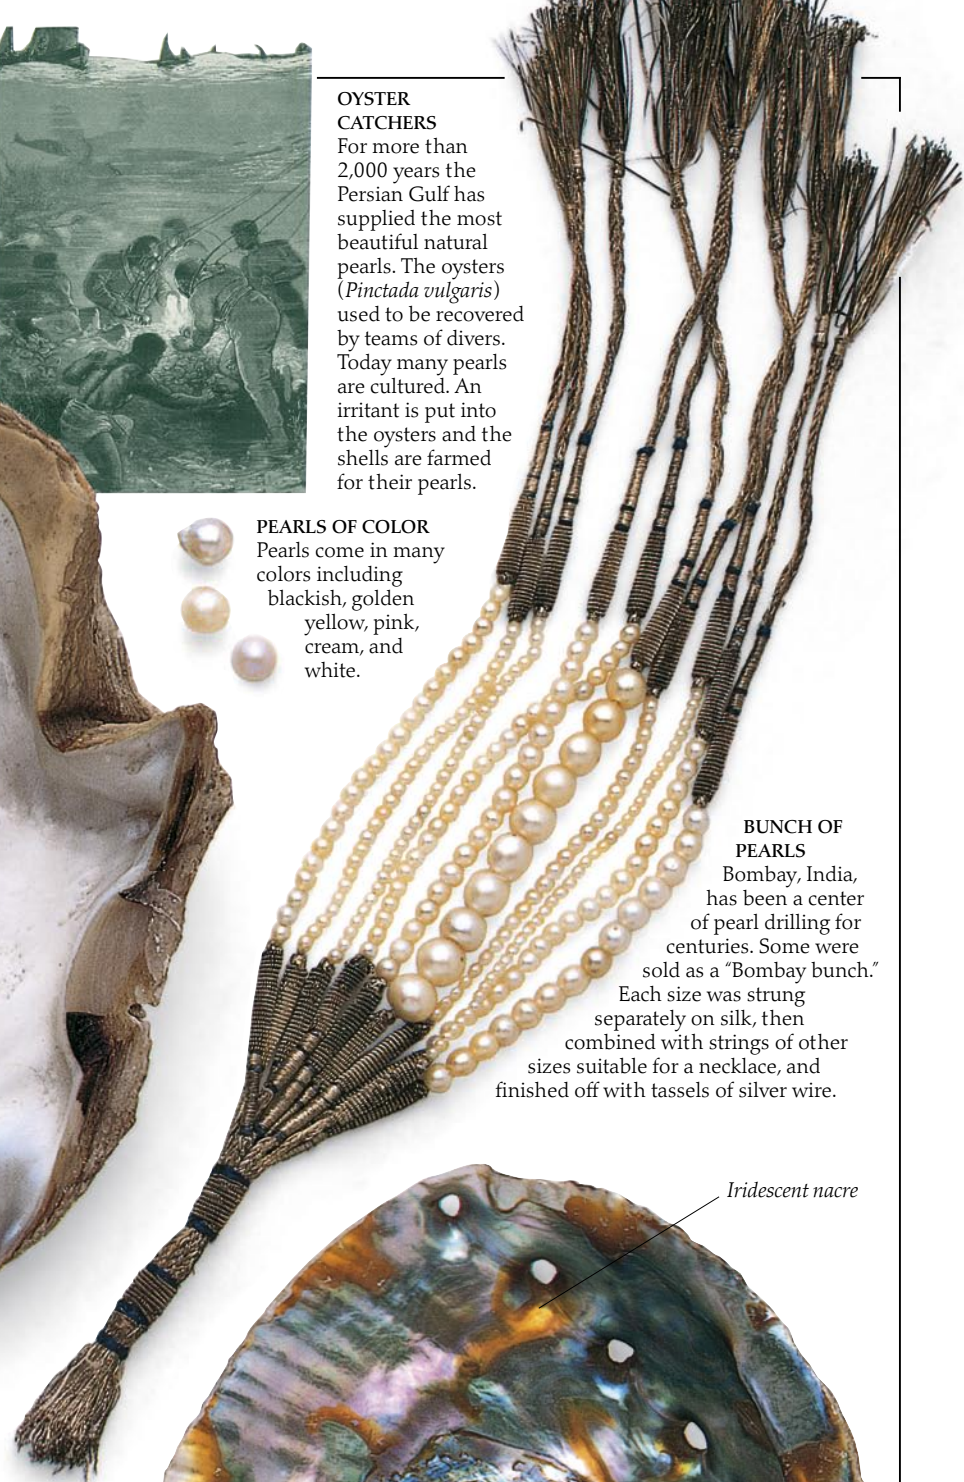 OYSTER
CATCHERS
For more than
2,000 years the
Persian Gulf has
supplied the most
beautiful natural
pearls. The oysters
(Pinctada vulgaris)
used to be recovered
by teams of divers.
Today many pearls
are cultured. An
irritant is put into
the oysters and the
shells are farmed
for their pearls.
PEARLS OF COLOR
Pearls come in many
colors including
blackish, golden
yellow, pink,
cream, and
white.
BUNCH OF
PEARLS
Bombay, India,
has been a center
of pearl drilling for
centuries. Some were
sold as a “Bombay bunch.”
Each size was strung
separately on silk, then
combined with strings of other
sizes suitable for a necklace, and
finished off with tassels of silver wire.
Iridescent nacre